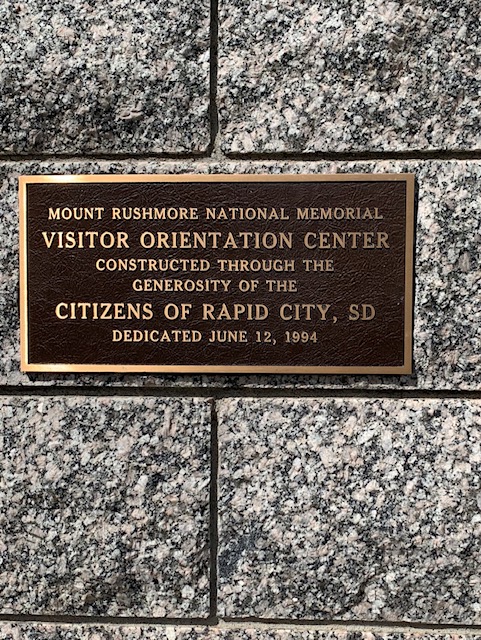 MOUNT RUSHMORE NATIONAL MEMORIAL
VISITOR ORIENTATION CENTER
CONSTRUCTED THROUGH THE
GENEROSITY OF THE
CITIZENS OF RAPID CITY, SD
DEDICATED JUNE 12, 1994